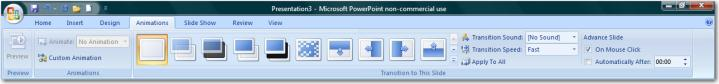 Presentation3 - Microsoft PowerPoint non-commercial use
Home Insert Design Animations Slide Show Review View
Preview
Animate: No Animation
Custom Animation
Transition Sound: [No Sound]
Transition Speed: Fast
Apply To All
Advance Slide
On Mouse Click
Automatically After: 00:00
Preview Animations Transition to This Slide